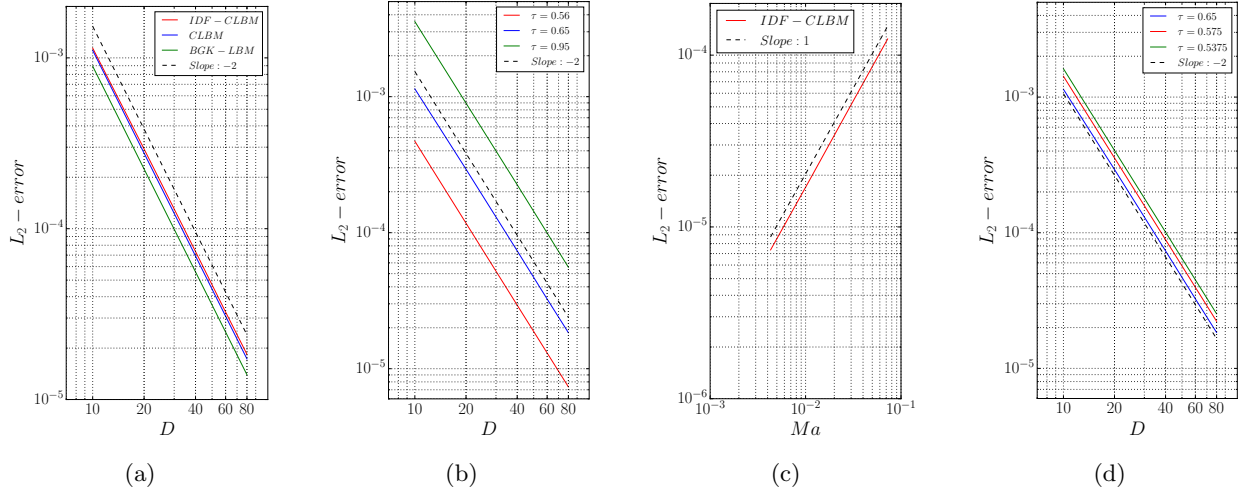 IDF − CLBM
CLBM
BGK − LBM
Slope : −2
10^{-3}
10^{-4}
10^{-5}
L_2 − error
10 20 40 60 80
D
(a)
τ = 0.56
τ = 0.65
τ = 0.95
Slope : −2
10^{-3}
10^{-4}
10^{-5}
L_2 − error
10 20 40 60 80
D
(b)
IDF − CLBM
Slope : 1
10^{-4}
10^{-5}
10^{-6}
L_2 − error
10^{-3} 10^{-2} 10^{-1}
Ma
(c)
τ = 0.65
τ = 0.575
τ = 0.5375
Slope : −2
10^{-3}
10^{-4}
10^{-5}
L_2 − error
10 20 40 60 80
D
(d)